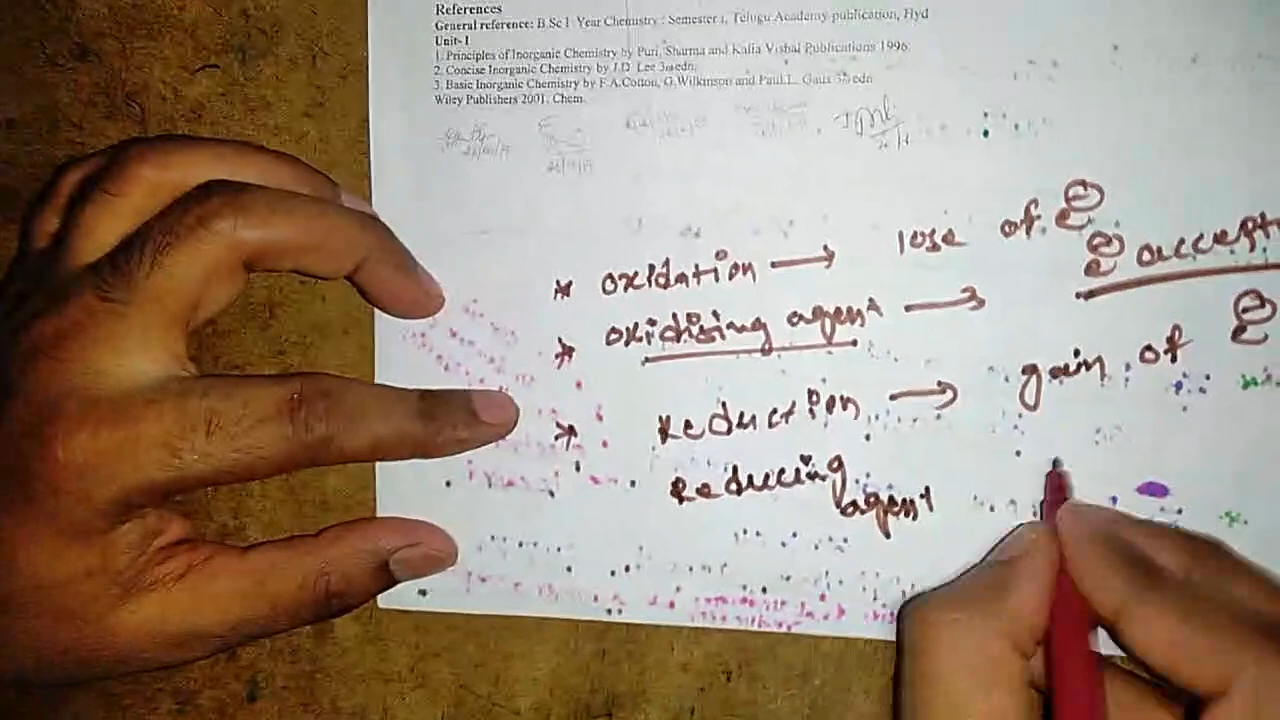 References
General reference: B.Sc I Year Chemistry : Semester I, Telugu Academy publication, Hyd
Unit- I
1. Principles of Inorganic Chemistry by Puri, Sharma and Kalia Vishal Publications 1996
2. Concise Inorganic Chemistry by J.D. Lee 3rd edn.
3. Basic Inorganic Chemistry by F.A.Cotton, G.Wilkinson and Paul.L. Gaus 3rd edn
Wiley Publishers 2001. Chem.
* oxidation → lose of e⊖
* oxidising agent → e⊖ accept
* Reduction → gain of e⊖
Reducing
agent